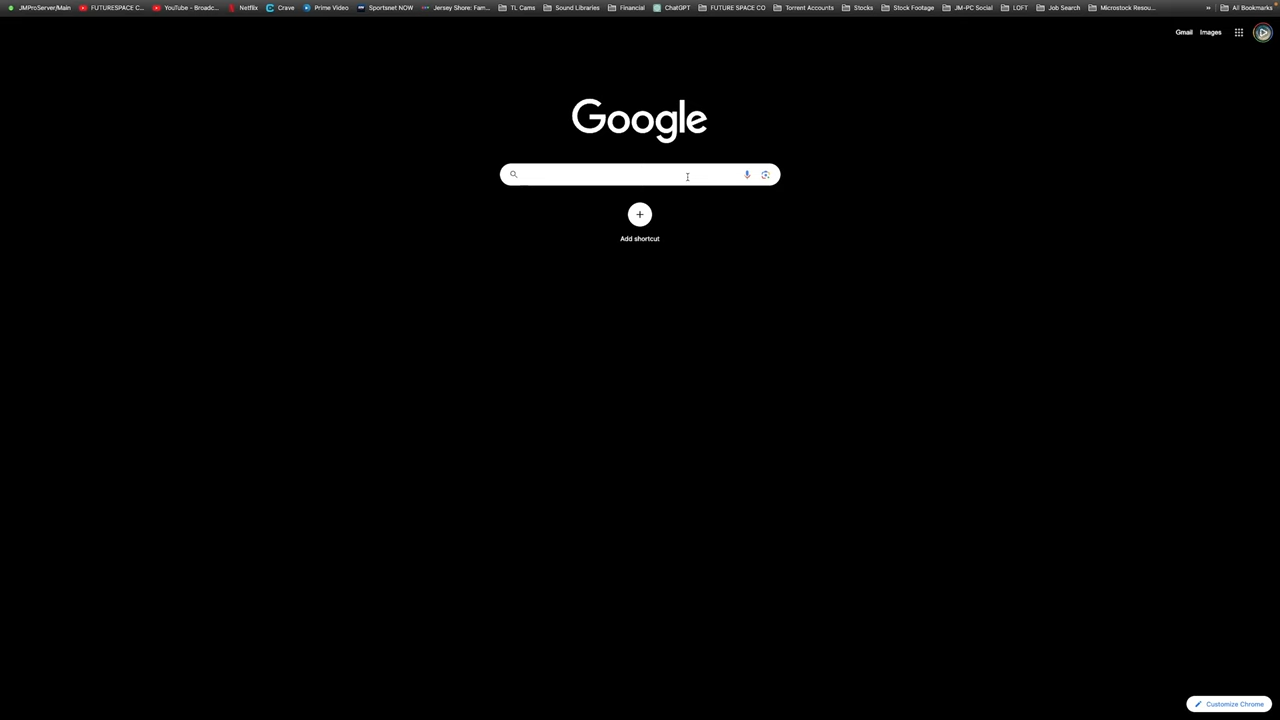 JMProServer/Main FUTURESPACE C... YouTube - Broadc... Netflix Crave Prime Video Sportsnet NOW Jersey Shore: Fam... TL Cams Sound Libraries Financial ChatGPT FUTURE SPACE CO Torrent Accounts Stocks Stock Footage JM-PC Social LOFT Job Search Microstock Resou... » All Bookmarks
Gmail Images
Google
Add shortcut
Customize Chrome